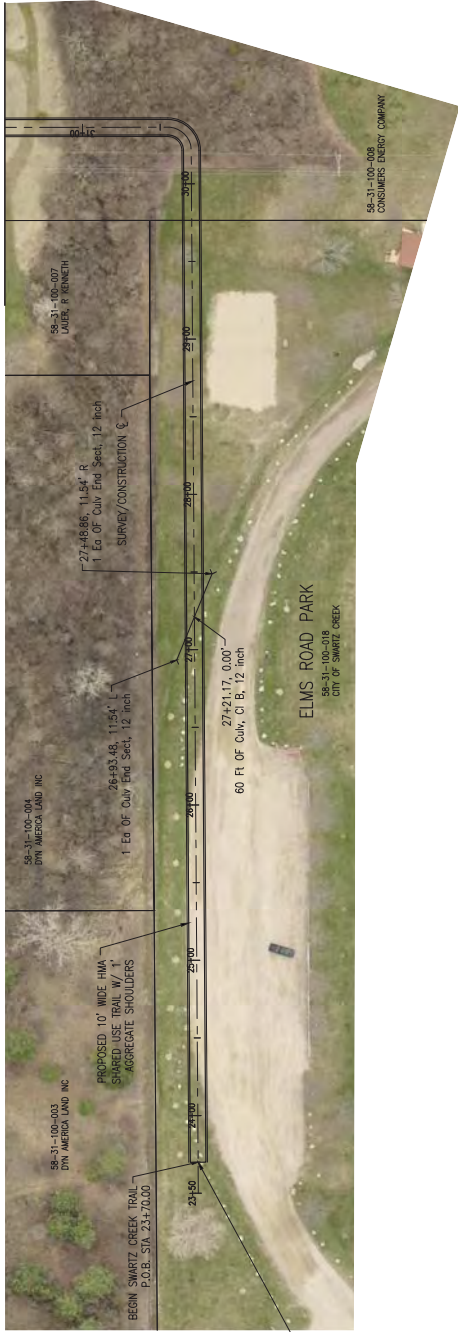 BEGIN SWARTZ CREEK TRAIL
P.O.B. STA 23+70.00
58-31-100-003
DYN AMERICA LAND INC
PROPOSED 10' WIDE HMA
SHARED USE TRAIL W/ 1'
AGGREGATE SHOULDERS
58-31-100-004
DYN AMERICA LAND INC
26+93.48, 11.54' L
1 Ea OF Culv End Sect, 12 inch
27+48.86, 11.54' R
1 Ea OF Culv End Sect, 12 inch
SURVEY/CONSTRUCTION ℄
58-31-100-007
LAUER, R KENNETH
23+50
24+00
25+00
26+00
27+00
28+00
29+00
30+00
31+00
27+21.17, 0.00'
60 Ft OF Culv, Cl B, 12 inch
ELMS ROAD PARK
58-31-100-018
CITY OF SWARTZ CREEK
58-31-100-008
CONSUMERS ENERGY COMPANY